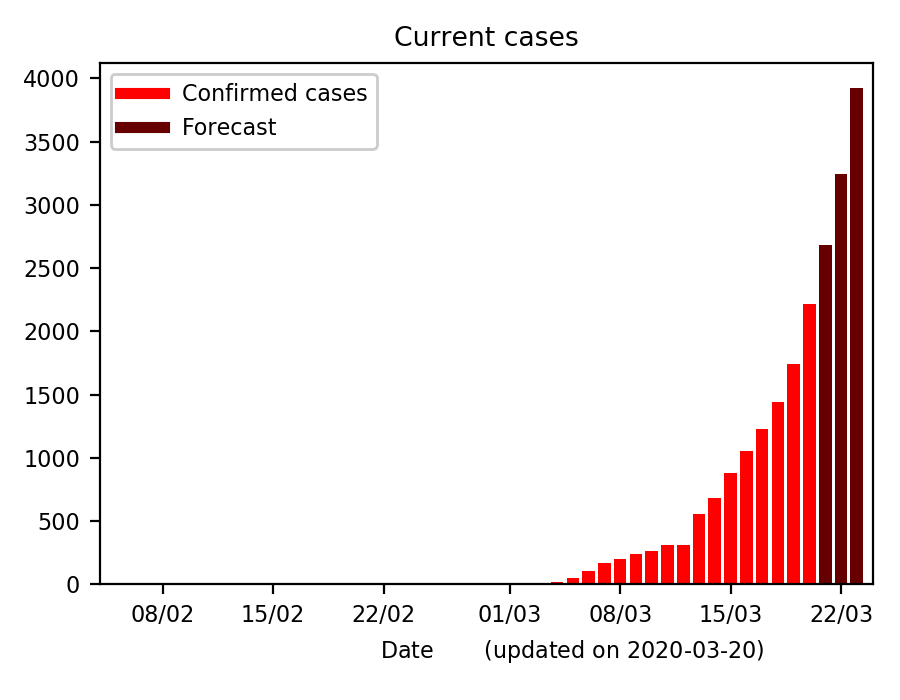 Current cases
Confirmed cases
Forecast
4000
3500
3000
2500
2000
1500
1000
500
0
08/02 15/02 22/02 01/03 08/03 15/03 22/03
Date (updated on 2020-03-20)